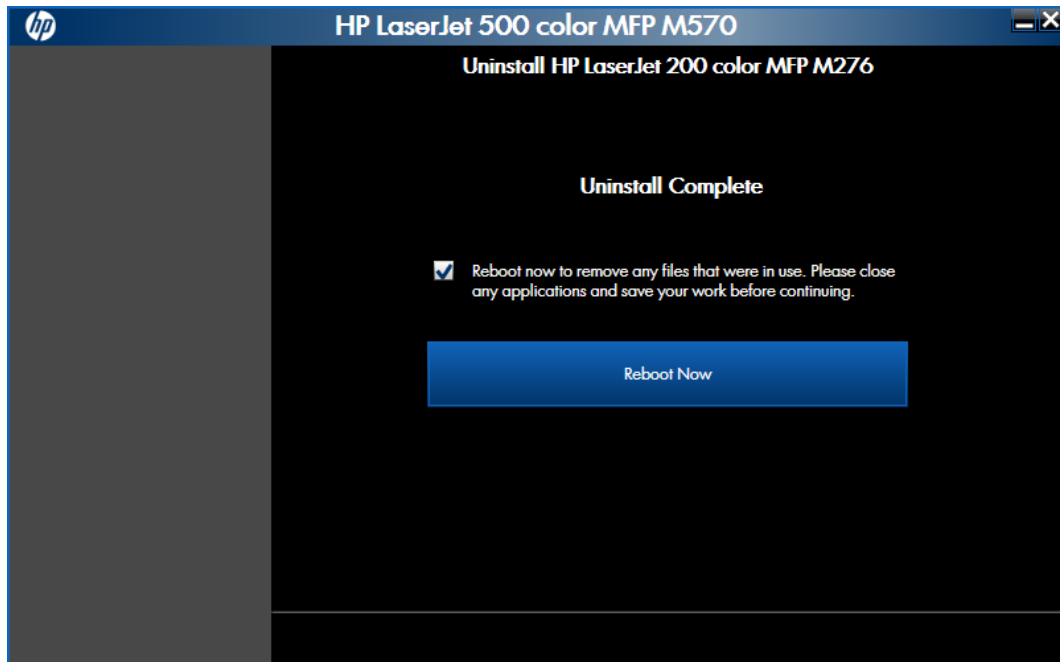 hp
HP LaserJet 500 color MFP M570
Uninstall HP LaserJet 200 color MFP M276
Uninstall Complete
Reboot now to remove any files that were in use. Please close
any applications and save your work before continuing.
Reboot Now